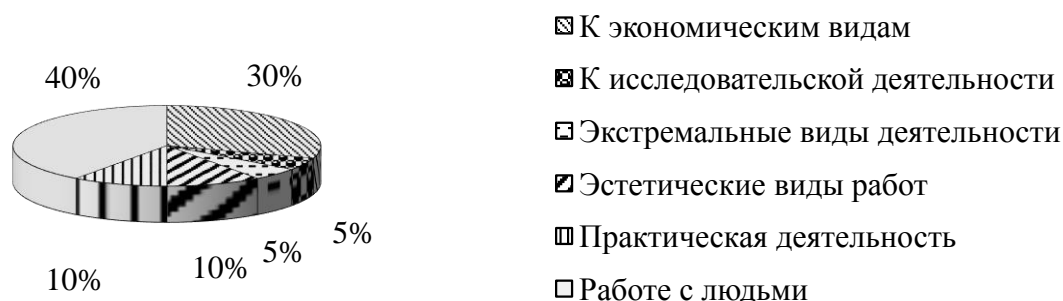 40%
30%
5%
5%
10%
10%
К экономическим видам
К исследовательской деятельности
Экстремальные виды деятельности
Эстетические виды работ
Практическая деятельность
Работе с людьми